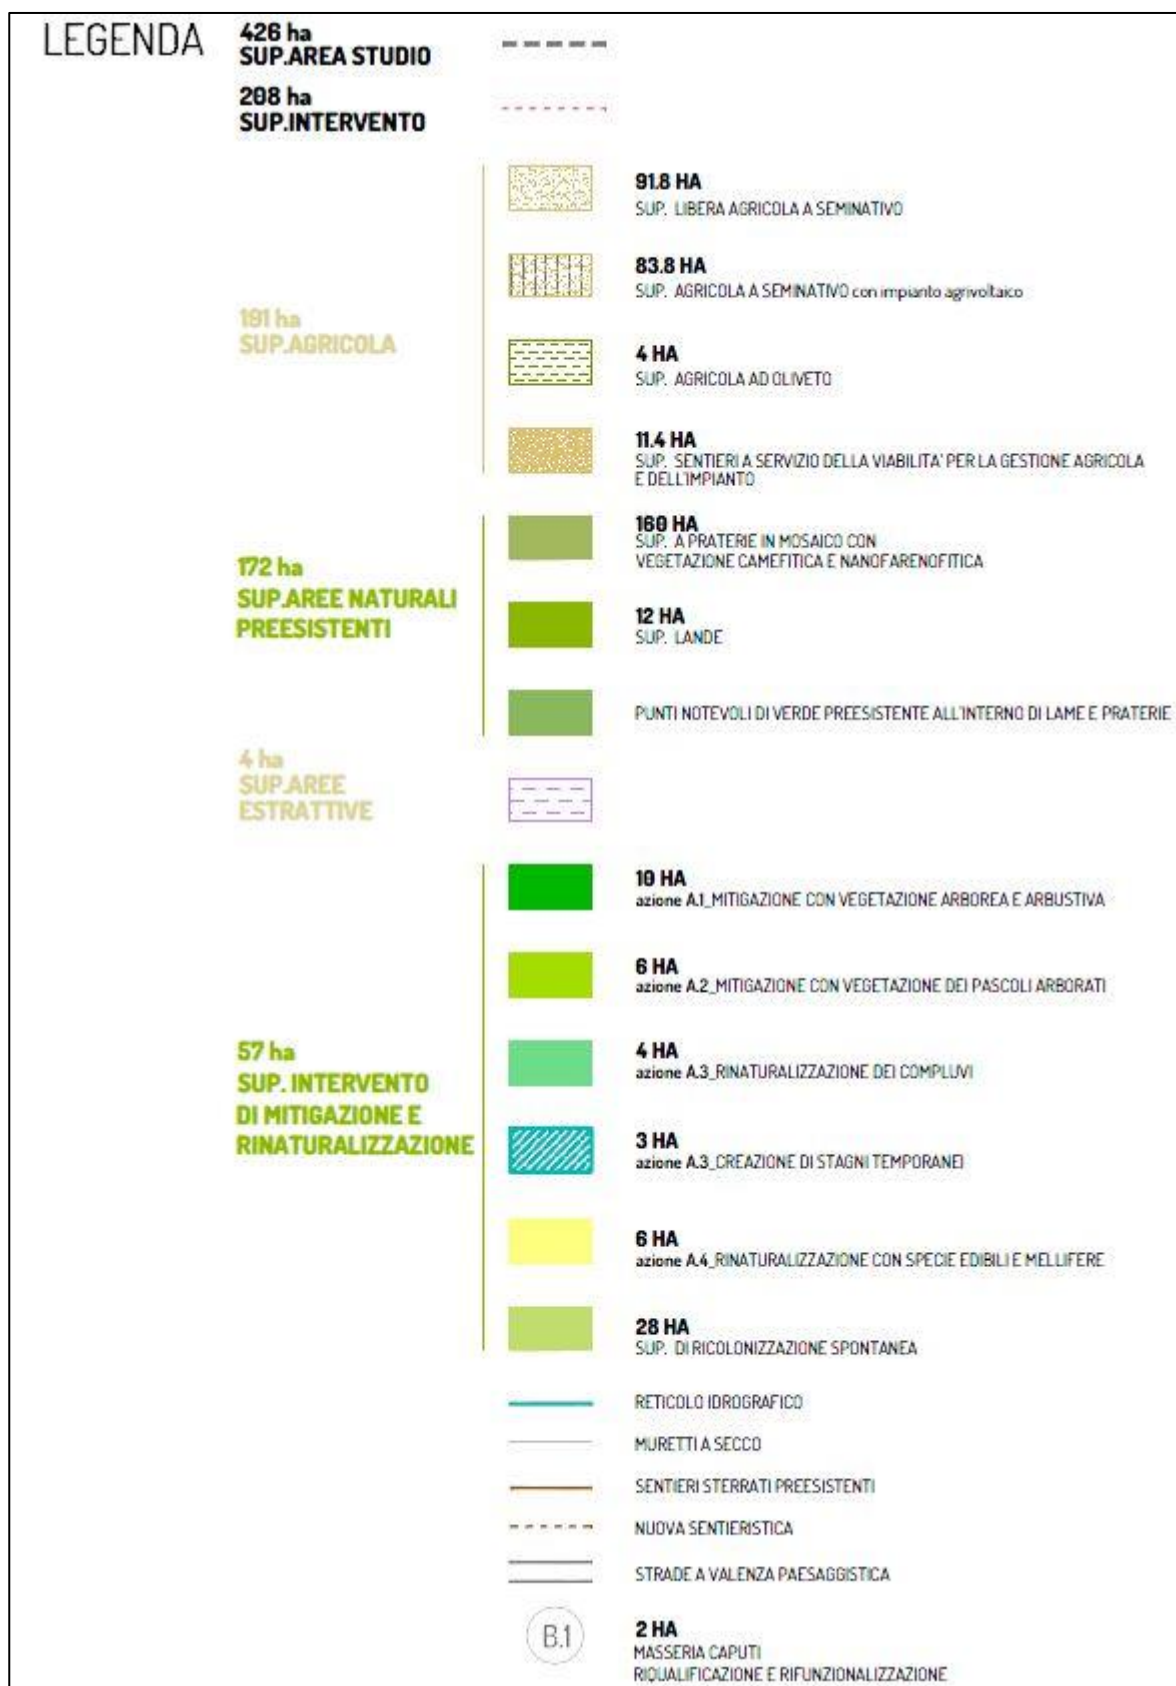 LEGENDA
426 ha
SUP.AREA STUDIO
208 ha
SUP.INTERVENTO
191 ha
SUP.AGRICOLA
91.8 HA
SUP. LIBERA AGRICOLA A SEMINATIVO
83.8 HA
SUP. AGRICOLA A SEMINATIVO con impianto agrivoltaico
4 HA
SUP. AGRICOLA AD OLIVETO
11.4 HA
SUP. SENTIERI A SERVIZIO DELLA VIABILITA' PER LA GESTIONE AGRICOLA
E DELL'IMPIANTO
172 ha
SUP.AREE NATURALI
PREESISTENTI
160 HA
SUP. A PRATERIE IN MOSAICO CON
VEGETAZIONE CAMEFITICA E NANOFARENOFITICA
12 HA
SUP. LANDE
PUNTI NOTEVOLI DI VERDE PREESISTENTE ALL'INTERNO DI LAME E PRATERIE
4 ha
SUP.AREE
ESTRATTIVE
57 ha
SUP. INTERVENTO
DI MITIGAZIONE E
RINATURALIZZAZIONE
10 HA
azione A.1_MITIGAZIONE CON VEGETAZIONE ARBOREA E ARBUSTIVA
6 HA
azione A.2_MITIGAZIONE CON VEGETAZIONE DEI PASCOLI ARBORATI
4 HA
azione A.3_RINATURALIZZAZIONE DEI COMPLUVI
3 HA
azione A.3_CREAZIONE DI STAGNI TEMPORANEI
6 HA
azione A.4_RINATURALIZZAZIONE CON SPECIE EDIBILI E MELLIFERE
28 HA
SUP. DI RICOLONIZZAZIONE SPONTANEA
RETICOLO IDROGRAFICO
MURETTI A SECCO
SENTIERI STERRATI PREESISTENTI
NUOVA SENTIERISTICA
STRADE A VALENZA PAESAGGISTICA
B.1
2 HA
MASSERIA CAPUTI
RIQUALIFICAZIONE E RIFUNZIONALIZZAZIONE